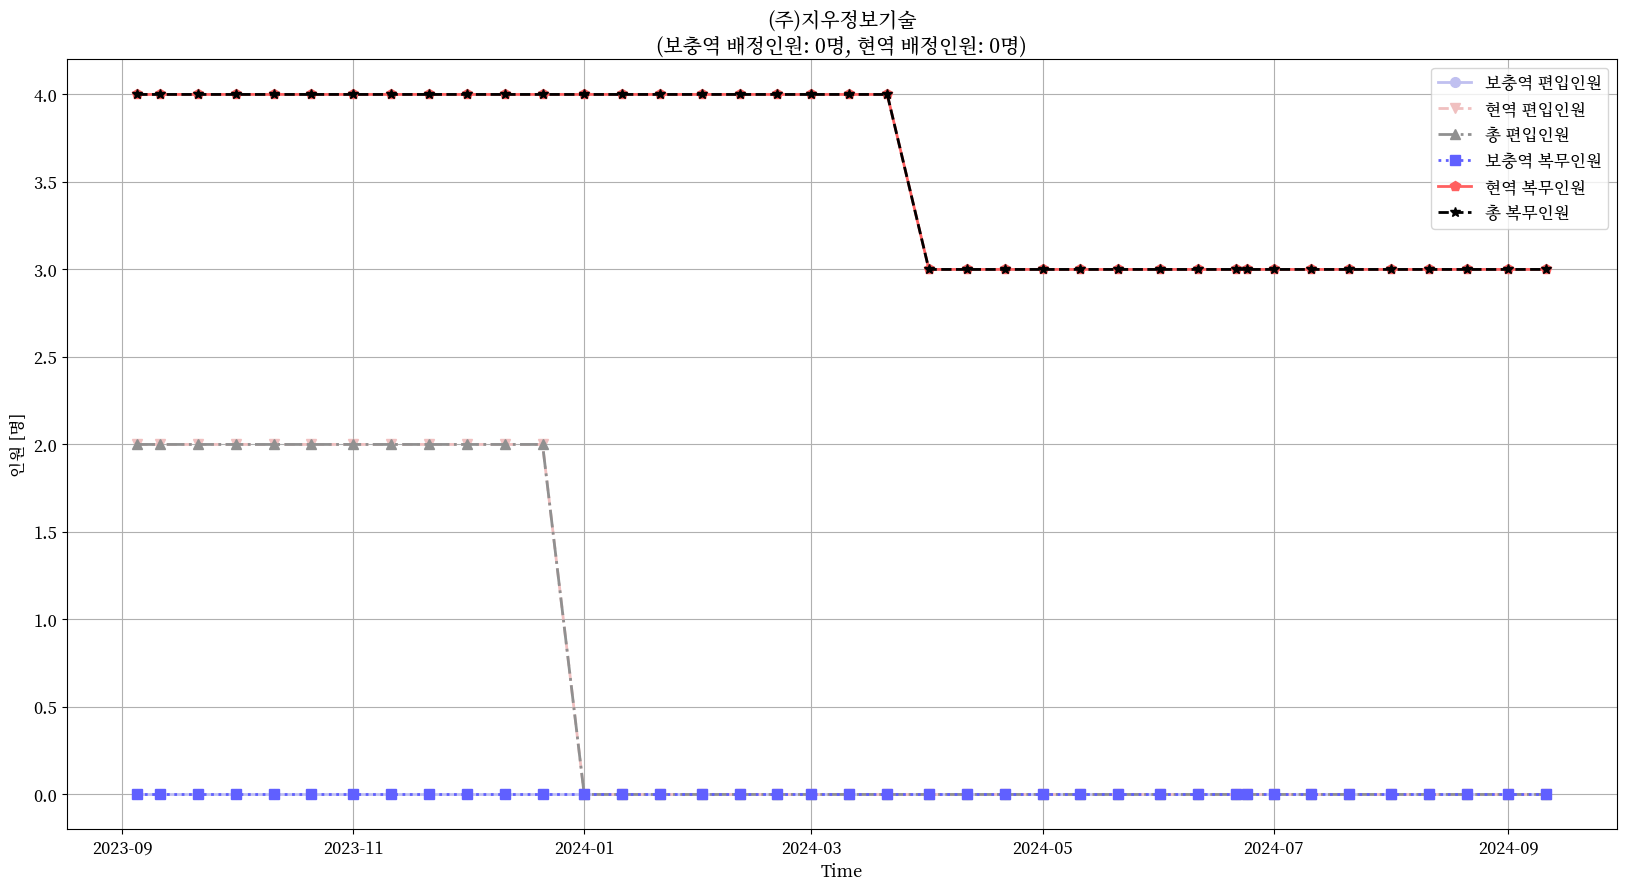 (주)지우정보기술
(보충역 배정인원: 0명, 현역 배정인원: 0명)
보충역 편입인원
현역 편입인원
총 편입인원
보충역 복무인원
현역 복무인원
총 복무인원
인원 [명]
4.0
3.5
3.0
2.5
2.0
1.5
1.0
0.5
0.0
2023-09 2023-11 2024-01 2024-03 2024-05 2024-07 2024-09
Time